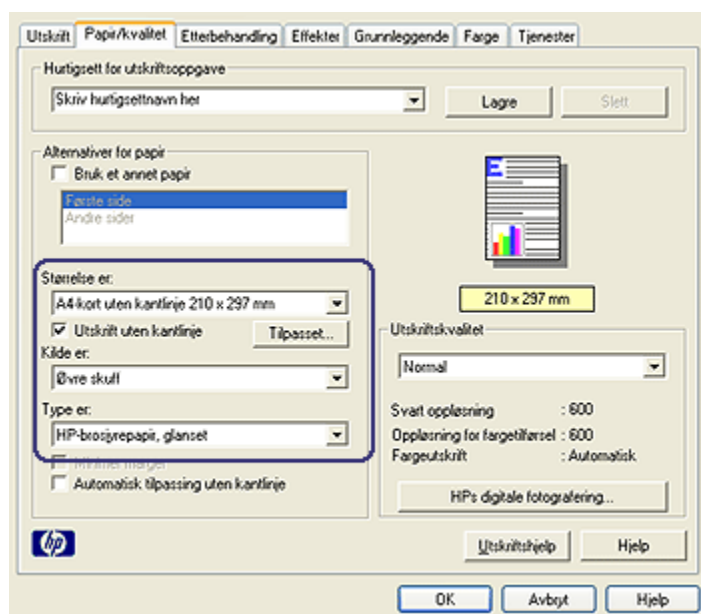 Utskrift Papir/kvalitet Etterbehandling Effekter Grunnleggende Farge Tjenester
Hurtigsett for utskriftsoppgave
Skriv hurtigsettnavn her
Lagre
Slett
Alternativer for papir
Bruk et annet papir
Første side
Andre sider
Størrelse er:
A4-kort uten kantlinje 210 x 297 mm
Utskrift uten kantlinje
Tilpasset...
Kilde er:
Øvre skuff
Type er:
HP-brosjyrepapir, glanset
Minimer marger
Automatisk tilpassing uten kantlinje
E
210 x 297 mm
Utskriftskvalitet
Normal
Svart oppløsning : 600
Oppløsning for fargetilførsel : 600
Fargeutskrift : Automatisk
HPs digitale fotografering...
hp
Utskriftshjelp
Hjelp
OK
Avbryt
Hjelp